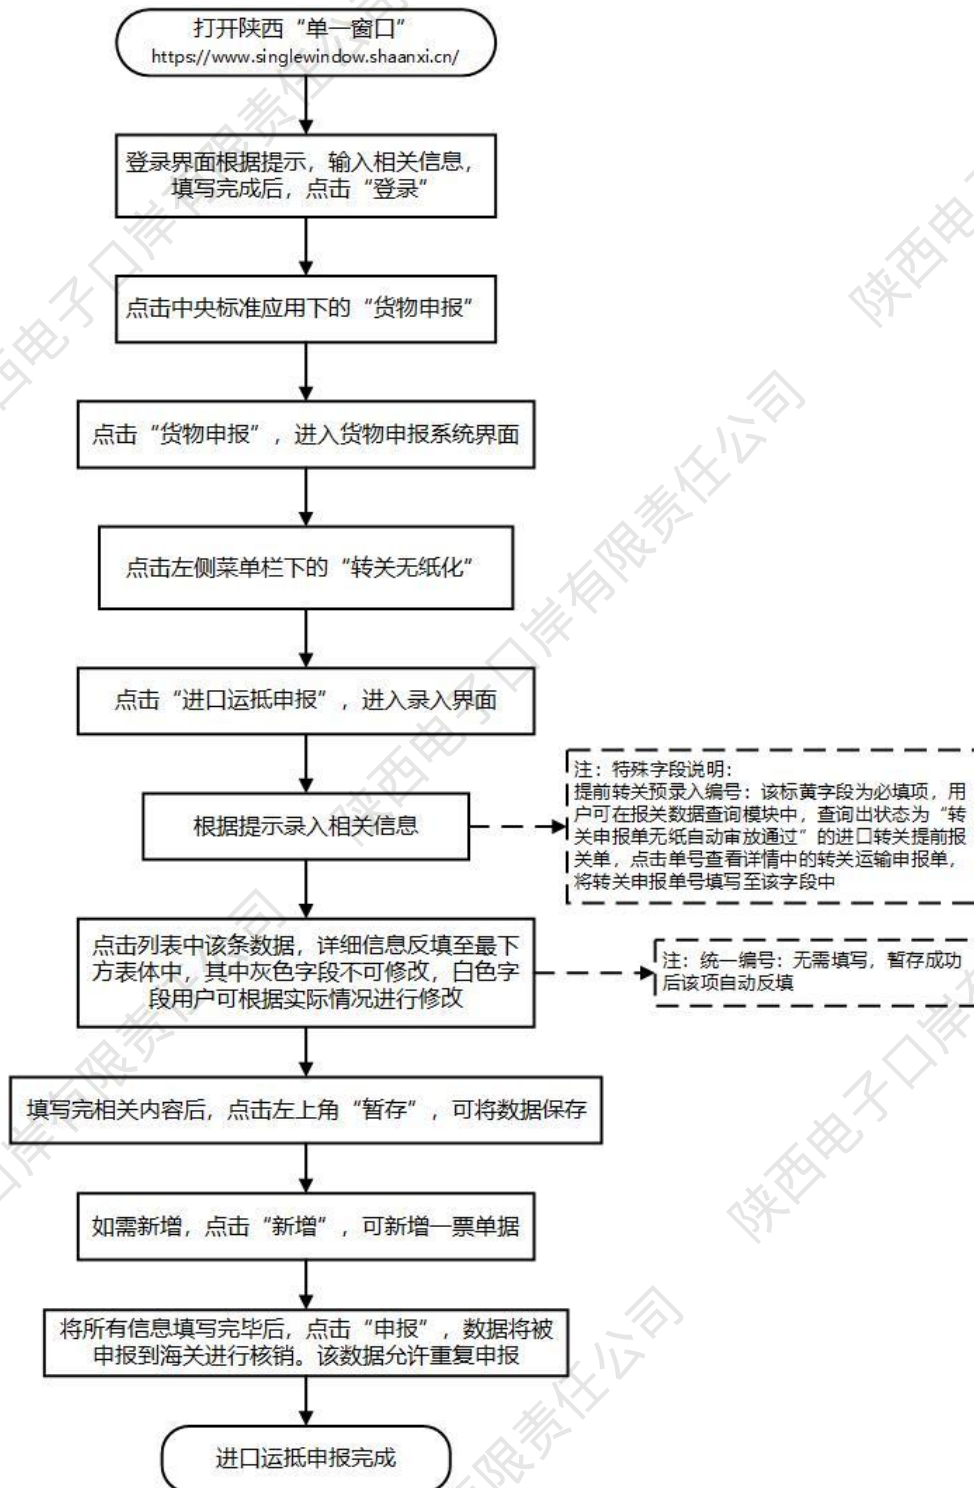 打开陕西“单一窗口”
https://www.singlewindow.shaanxi.cn/
登录界面根据提示，输入相关信息，
填写完成后，点击“登录”
点击中央标准应用下的“货物申报”
点击“货物申报”，进入货物申报系统界面
点击左侧菜单栏下的“转关无纸化”
点击“进口运抵申报”，进入录入界面
根据提示录入相关信息
注：特殊字段说明：
提前转关预录入编号：该标黄字段为必填项，用
户可在报关数据查询模块中，查询出状态为“转
关申报单无纸自动审放通过”的进口转关提前报
关单，点击单号查看详情中的转关运输申报单，
将转关申报单号填写至该字段中
点击列表中该条数据，详细信息反填至最下
方表体中，其中灰色字段不可修改，白色字
段用户可根据实际情况进行修改
注：统一编号：无需填写，暂存成功
后该项自动反填
填写完相关内容后，点击左上角“暂存”，可将数据保存
如需新增，点击“新增”，可新增一票单据
将所有信息填写完毕后，点击“申报”，数据将被
申报到海关进行核销。该数据允许重复申报
进口运抵申报完成
陕西电子口岸有限责任公司